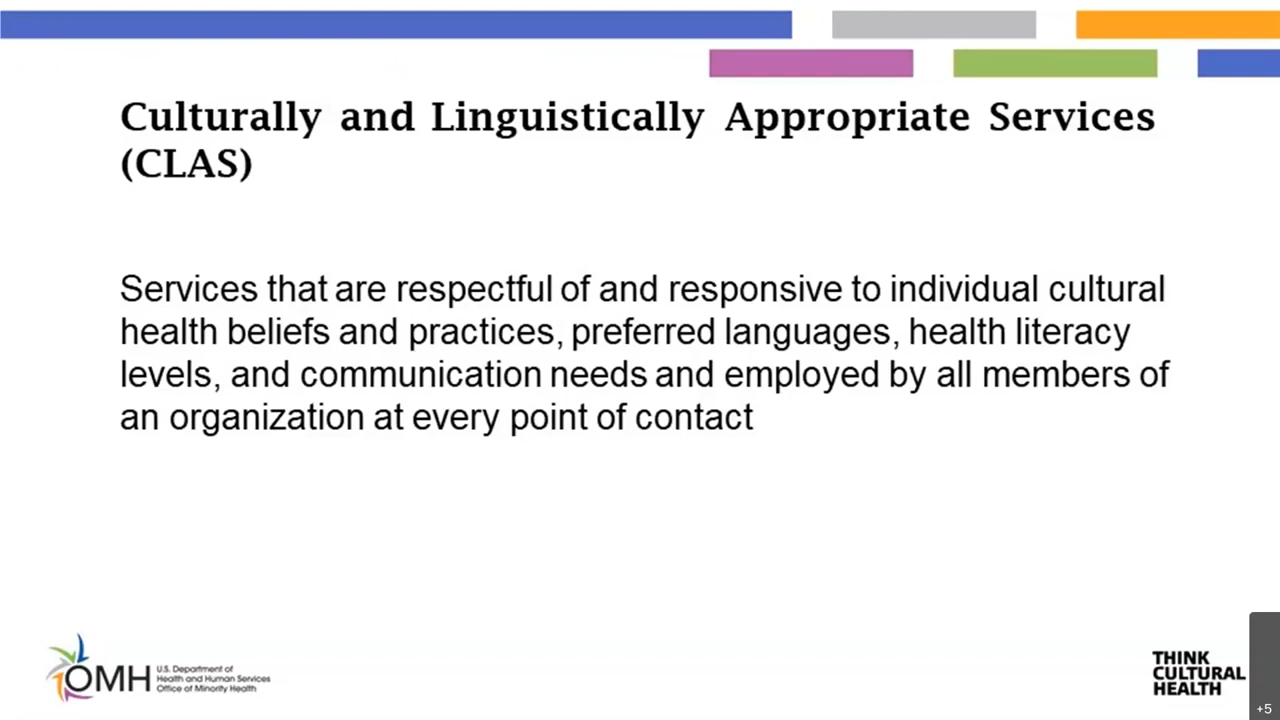 Culturally and Linguistically Appropriate Services
(CLAS)
Services that are respectful of and responsive to individual cultural
health beliefs and practices, preferred languages, health literacy
levels, and communication needs and employed by all members of
an organization at every point of contact
OMH
U.S. Department of
Health and Human Services
Office of Minority Health
THINK
CULTURAL
HEALTH
+5